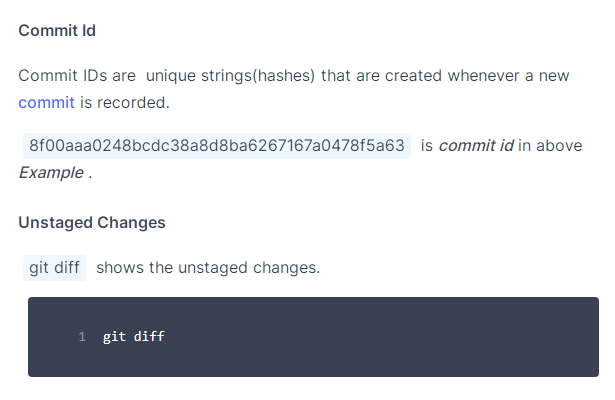 Commit Id
Commit IDs are unique strings(hashes) that are created whenever a new
commit is recorded.
8f00aaa0248bcdc38a8d8ba6267167a0478f5a63 is commit id in above
Example .
Unstaged Changes
git diff shows the unstaged changes.
1 git diff